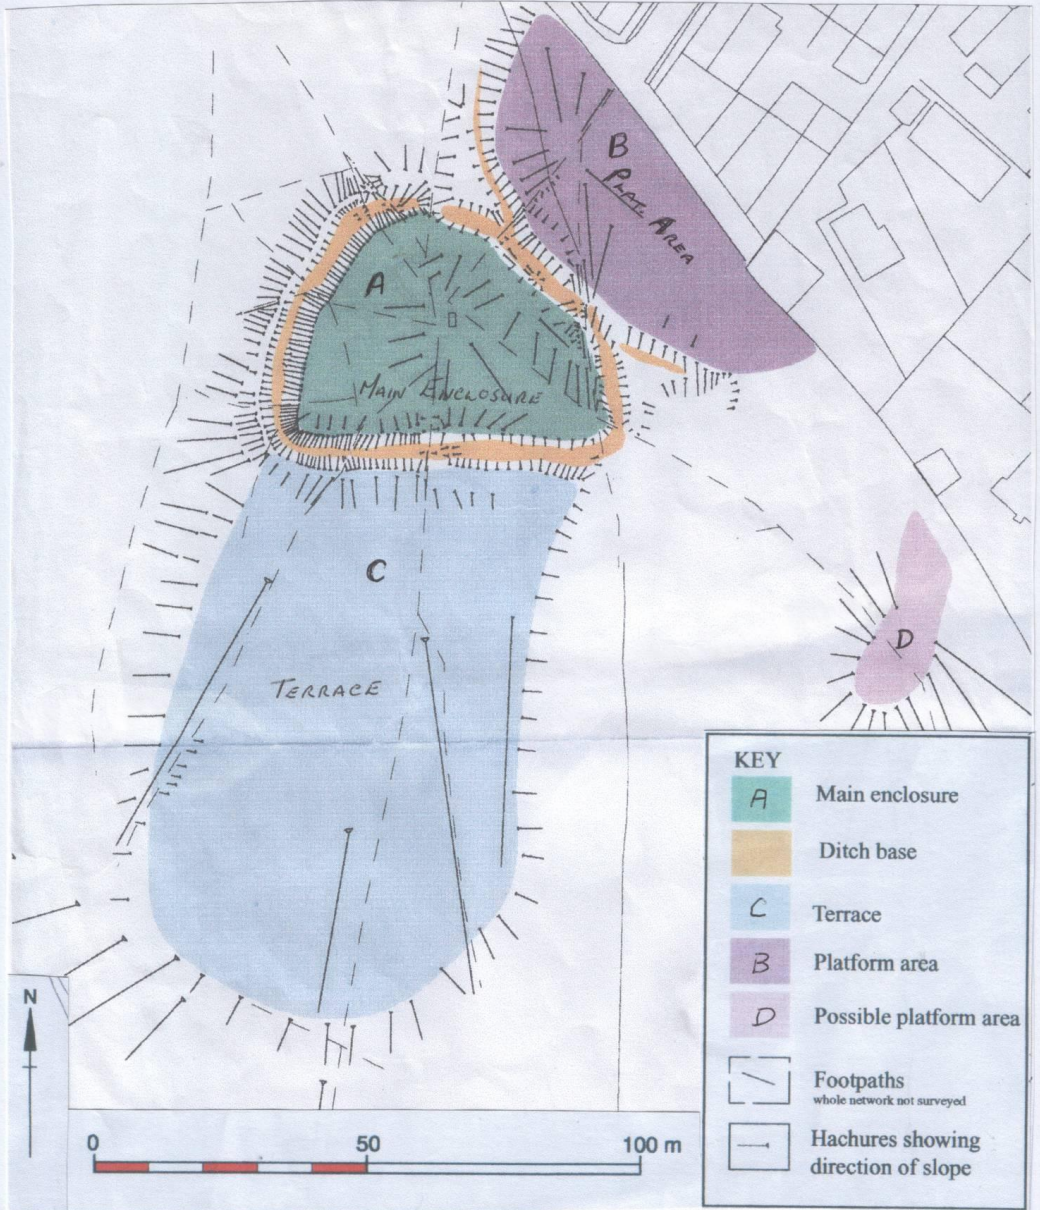 B
PLATF. AREA
A
MAIN ENCLOSURE
C
TERRACE
D
KEY
A Main enclosure
Ditch base
C Terrace
B Platform area
D Possible platform area
Footpaths
whole network not surveyed
Hachures showing
direction of slope
N
0 50 100 m